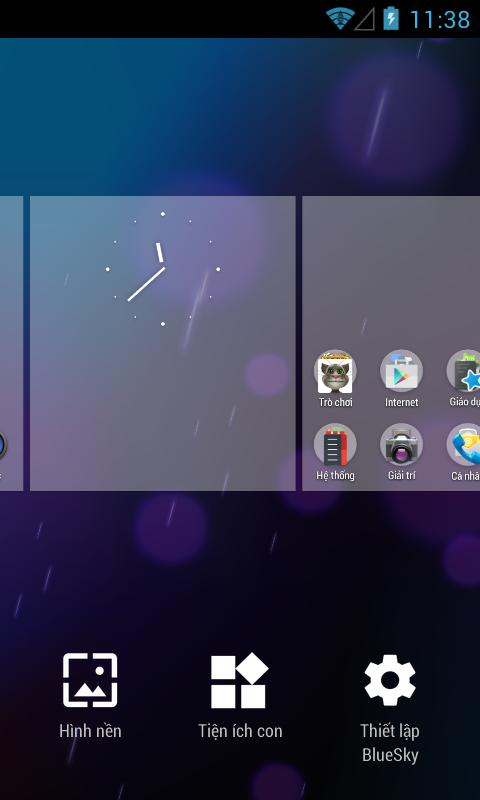 11:38
Trò chơi
Internet
Giáo dụ
Hệ thống
Giải trí
Cá nhâ
Hình nền
Tiện ích con
Thiết lập
BlueSky